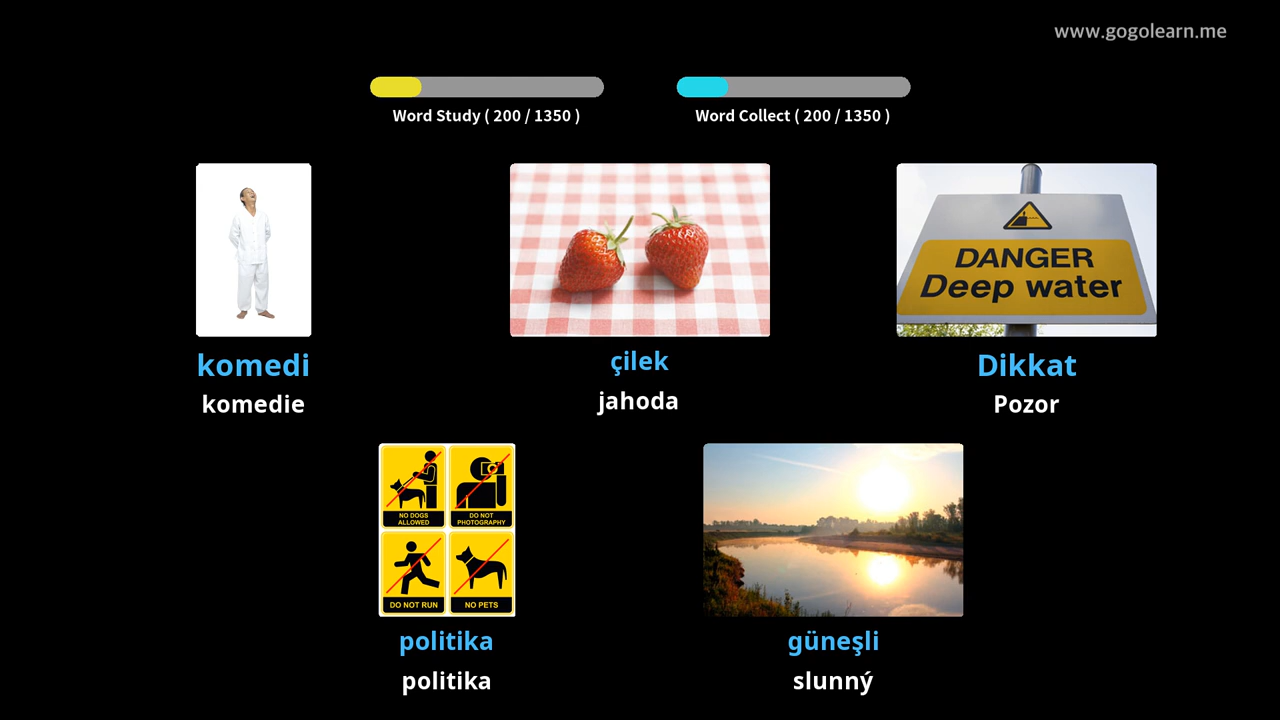 www.gogolearn.me
Word Study ( 200 / 1350 )
Word Collect ( 200 / 1350 )
DANGER
Deep water
komedi
komedie
çilek
jahoda
Dikkat
Pozor
NO DOGS
ALLOWED
DO NOT
PHOTOGRAPHY
DO NOT RUN
NO PETS
politika
politika
güneşli
slunný